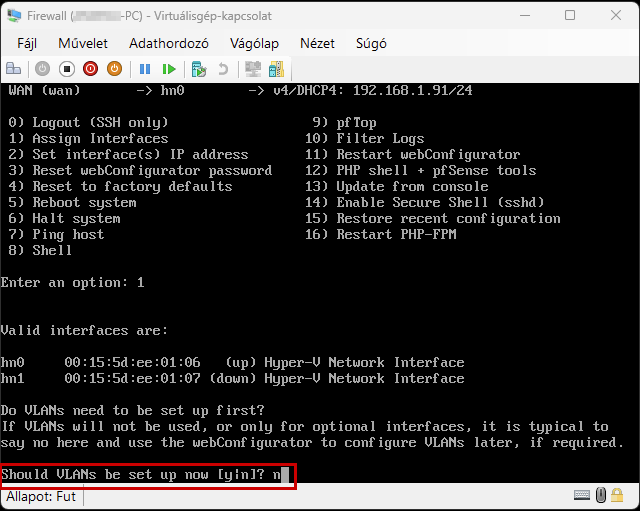 Firewall ( -PC) - Virtuálisgép-kapcsolat
Fájl Művelet Adathordozó Vágólap Nézet Súgó
WAN (wan) -> hn0 -> v4/DHCP4: 192.168.1.91/24
0) Logout (SSH only) 9) pfTop
1) Assign Interfaces 10) Filter Logs
2) Set interface(s) IP address 11) Restart webConfigurator
3) Reset webConfigurator password 12) PHP shell + pfSense tools
4) Reset to factory defaults 13) Update from console
5) Reboot system 14) Enable Secure Shell (sshd)
6) Halt system 15) Restore recent configuration
7) Ping host 16) Restart PHP-FPM
8) Shell
Enter an option: 1
Valid interfaces are:
hn0 00:15:5d:ee:01:06 (up) Hyper-V Network Interface
hn1 00:15:5d:ee:01:07 (down) Hyper-V Network Interface
Do VLANs need to be set up first?
If VLANs will not be used, or only for optional interfaces, it is typical to
say no here and use the webConfigurator to configure VLANs later, if required.
Should VLANs be set up now [y|n]? n
Állapot: Fut